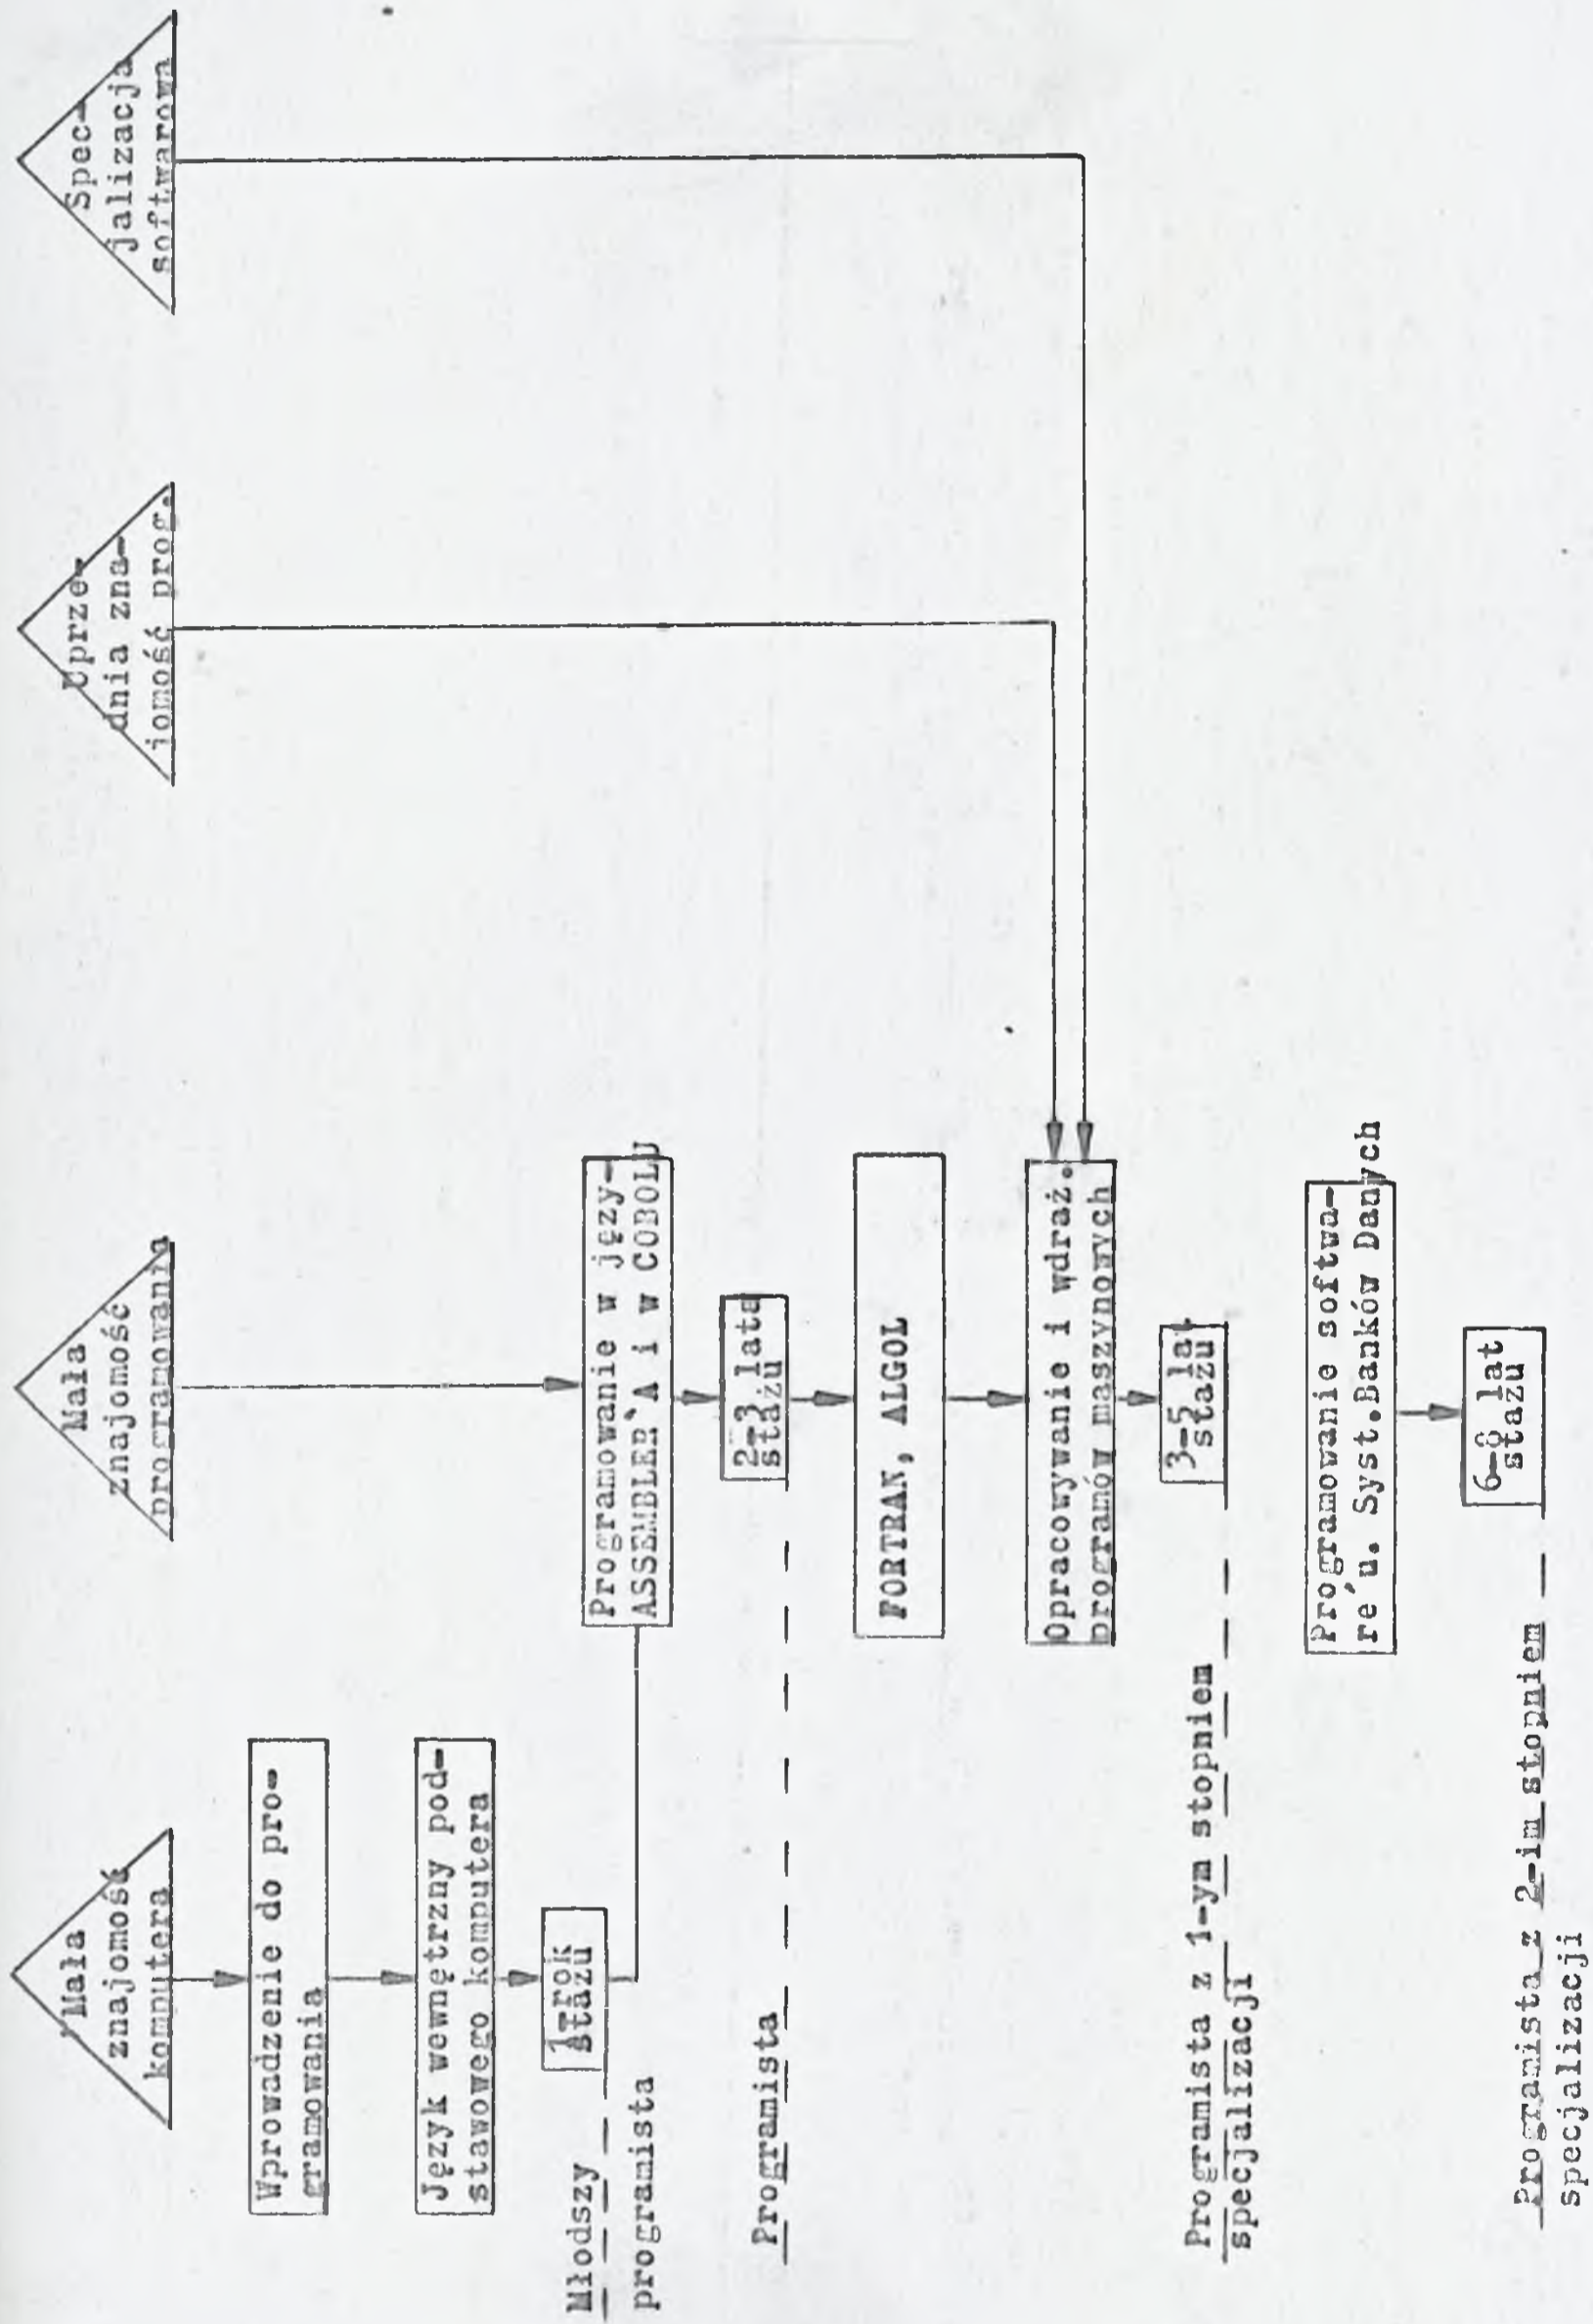 Mała
znajomość
komputera
Mała
znajomość
programowania
Uprze-
dnia zna-
jomość prog.
Spec-
jalizacja
softwarowa
Wprowadzenie do pro-
gramowania
Język wewnętrzny pod-
stawowego komputera
1-rok
stażu
Młodszy
programista
Programowanie w języ-
ASSEMBLER`A i w COBOLU
2-3 lata
stażu
Programista
FORTRAN, ALGOL
Opracowywanie i wdraż.
programów maszynowych
3-5 lat
stażu
Programista z 1-ym stopniem
specjalizacji
Programowanie softwa-
re´u. Syst.Banków Danych
6-8 lat
stażu
Programista z 2-im stopniem
specjalizacji